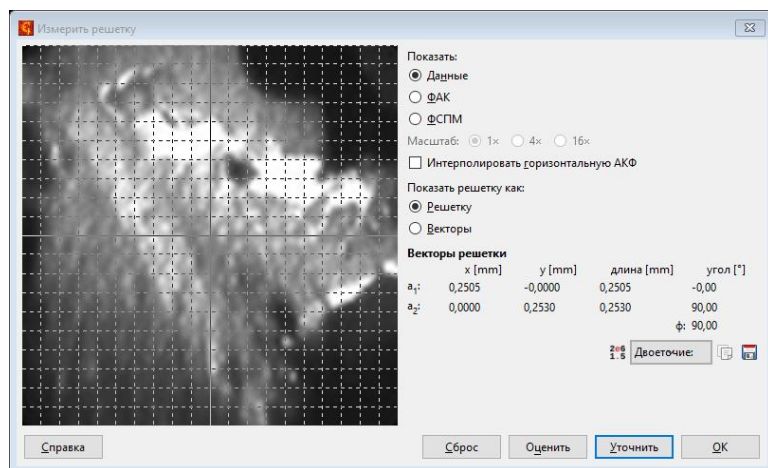 Измерить решетку
Показать:
Данные
ФАК
ФСПМ
Масштаб: 1× 4× 16×
Интерполировать горизонтальную АКФ
Показать решетку как:
Решетку
Векторы
Векторы решетки
x [mm] y [mm] длина [mm] угол [°]
a₁: 0,2505 -0,0000 0,2505 -0,00
a₂: 0,0000 0,2530 0,2530 90,00
ϕ: 90,00
2e6
1.5 Двоеточие:
Справка Сброс Оценить Уточнить OK